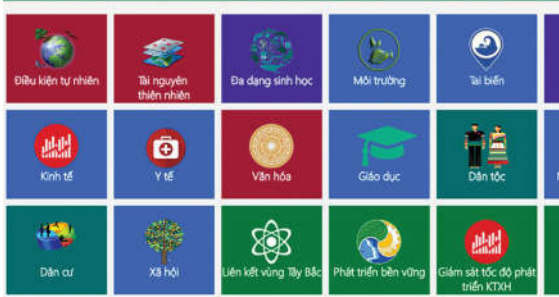 Điều kiện tự nhiên
Tài nguyên
thiên nhiên
Đa dạng sinh học
Môi trường
Tai biến
Kinh tế
Y tế
Văn hóa
Giáo dục
Dân tộc
Dân cư
Xã hội
Liên kết vùng Tây Bắc
Phát triển bền vững
Giám sát tốc độ phát
triển KTXH